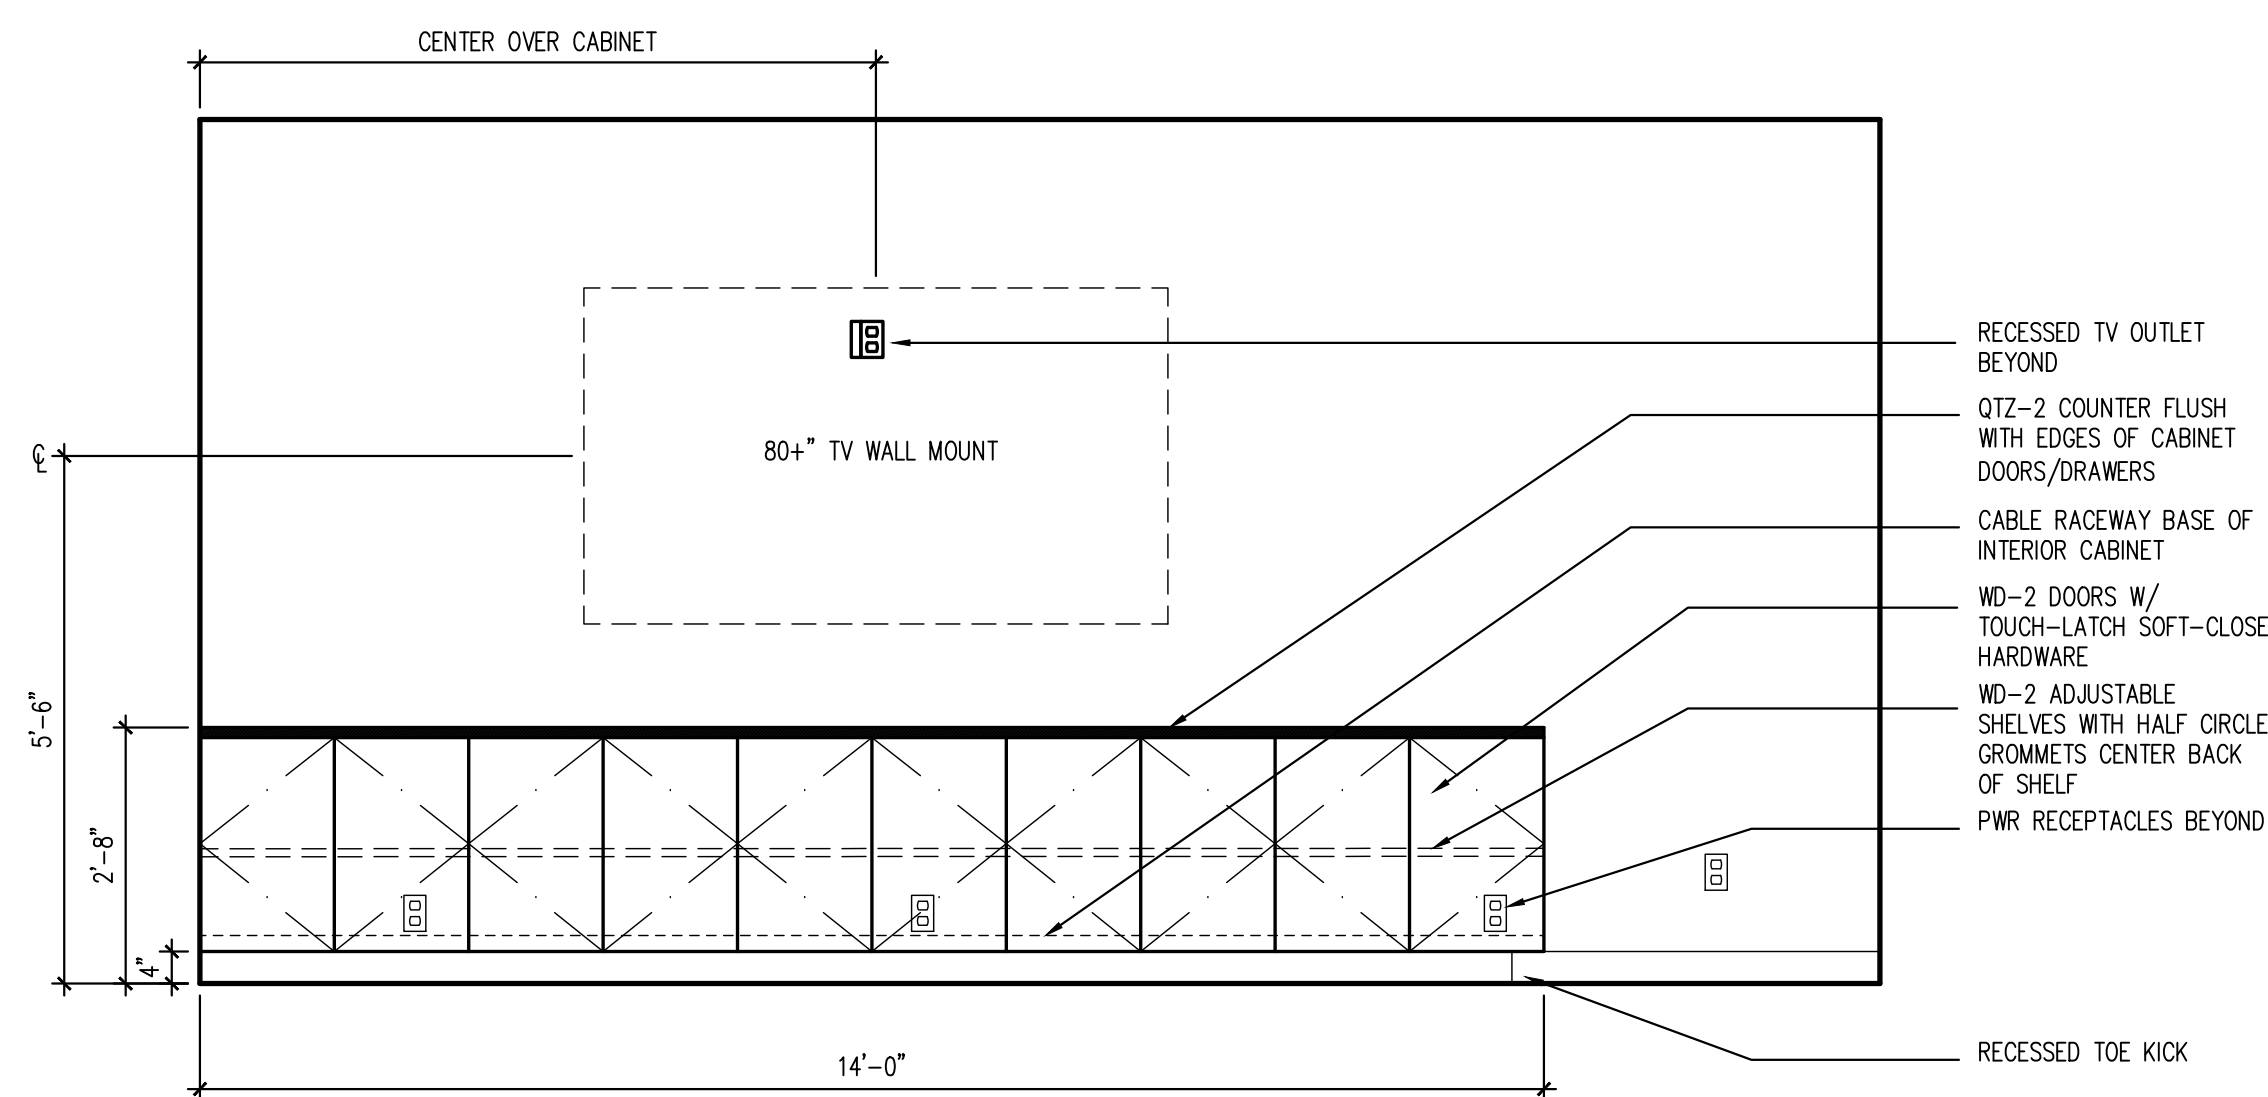 CENTER OVER CABINET
RECESSED TV OUTLET
BEYOND
QTZ-2 COUNTER FLUSH
WITH EDGES OF CABINET
DOORS/DRAWERS
80+" TV WALL MOUNT
℄
CABLE RACEWAY BASE OF
INTERIOR CABINET
WD-2 DOORS W/
TOUCH-LATCH SOFT-CLOSE
HARDWARE
WD-2 ADJUSTABLE
SHELVES WITH HALF CIRCLE
GROMMETS CENTER BACK
OF SHELF
PWR RECEPTACLES BEYOND
5'-6"
2'-8"
4"
RECESSED TOE KICK
14'-0"